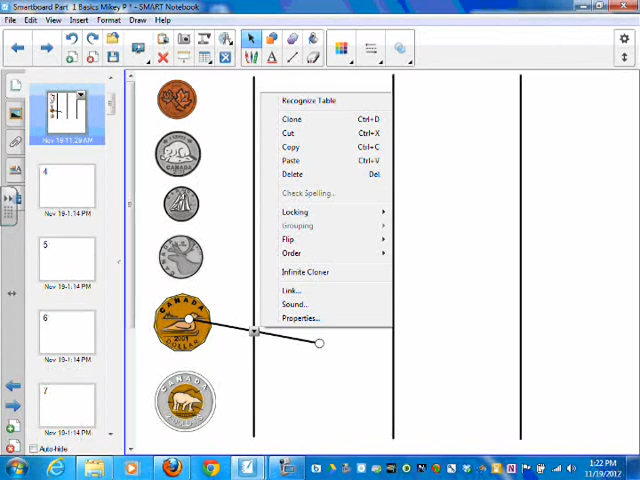 Smartboard Part 1 Basics Mikey P * - SMART Notebook
File Edit View Insert Format Draw Help
Nov 19-11:29 AM
4
Nov 19-1:14 PM
5
Nov 19-1:14 PM
6
Nov 19-1:14 PM
7
Nov 19-1:14 PM
Auto-hide
CANADA
CANADA
DOLLAR
CANADA
Recognize Table
Clone Ctrl+D
Cut Ctrl+X
Copy Ctrl+C
Paste Ctrl+V
Delete Del
Check Spelling...
Locking
Grouping
Flip
Order
Infinite Cloner
Link...
Sound...
Properties...
1:22 PM
11/19/2012